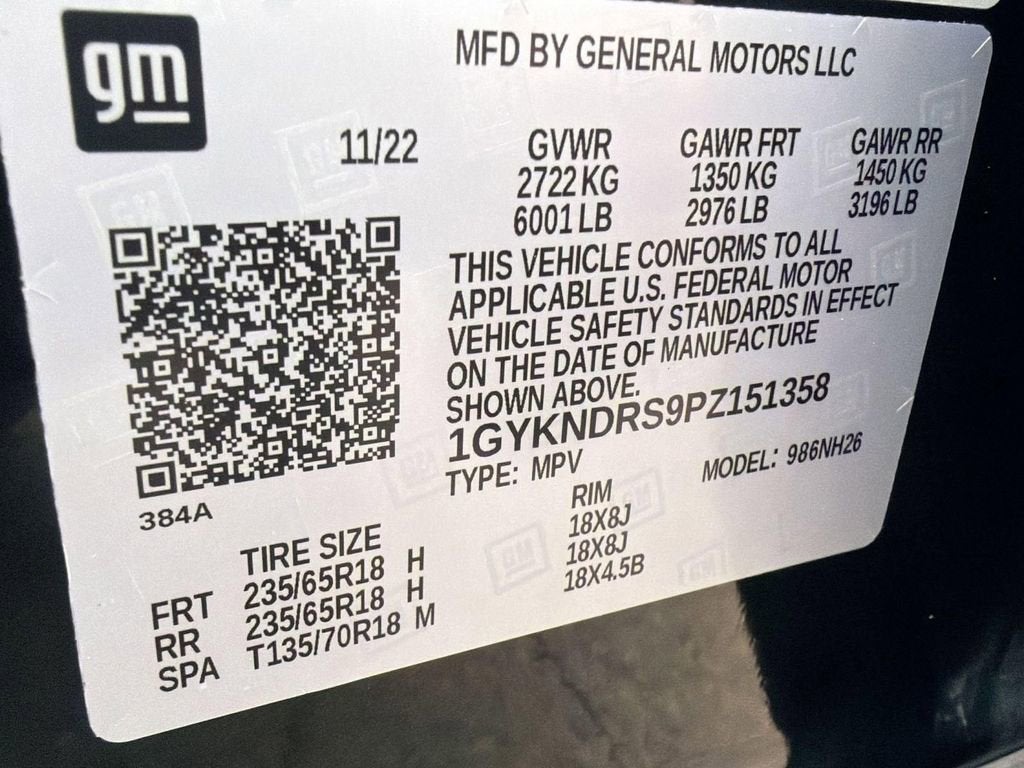 gm
MFD BY GENERAL MOTORS LLC
11/22 GVWR GAWR FRT GAWR RR
2722 KG 1350 KG 1450 KG
6001 LB 2976 LB 3196 LB
THIS VEHICLE CONFORMS TO ALL
APPLICABLE U.S. FEDERAL MOTOR
VEHICLE SAFETY STANDARDS IN EFFECT
ON THE DATE OF MANUFACTURE
SHOWN ABOVE.
1GYKNDRS9PZ151358
TYPE: MPV MODEL: 986NH26
384A
TIRE SIZE RIM
FRT 235/65R18 H 18X8J
RR 235/65R18 H 18X8J
SPA T135/70R18 M 18X4.5B